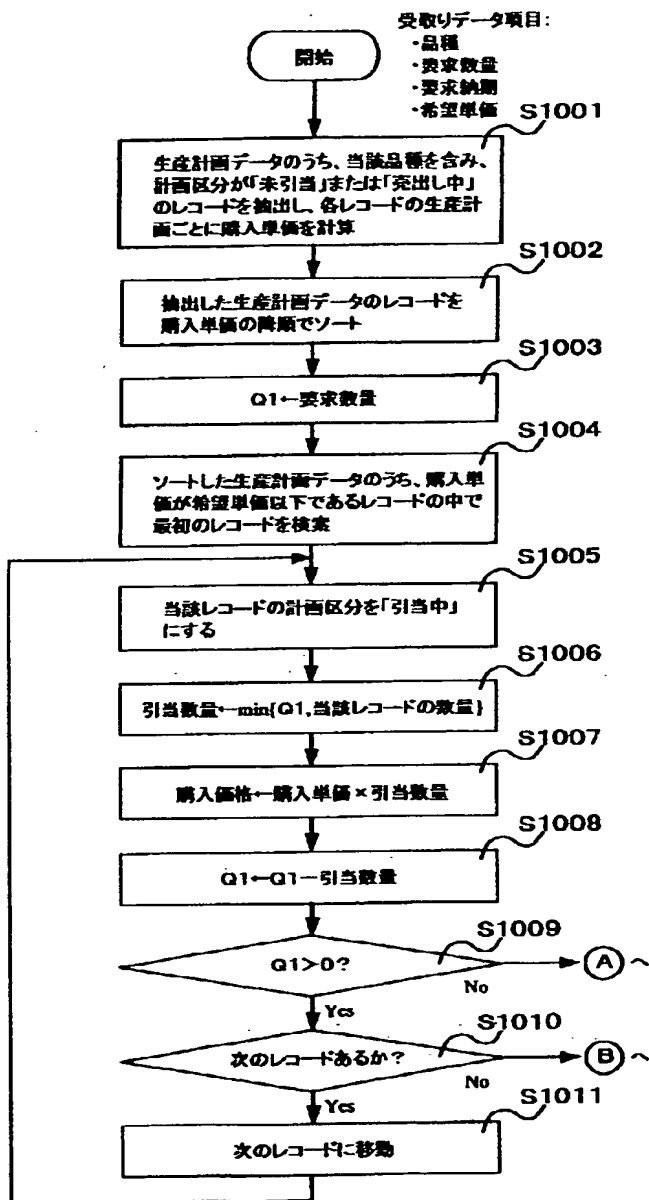 受取りデータ項目:
・品種
・要求数量
・要求納期
・希望単価
開始
S1001
生産計画データのうち、当該品種を含み、
計画区分が「未引当」または「売出し中」
のレコードを抽出し、各レコードの生産計
画ごとに購入単価を計算
S1002
抽出した生産計画データのレコードを
購入単価の降順でソート
S1003
Q1←要求数量
S1004
ソートした生産計画データのうち、購入単
価が希望単価以下であるレコードの中で
最初のレコードを検索
S1005
当該レコードの計画区分を「引当中」
にする
S1006
引当数量←min{Q1,当該レコードの数量}
S1007
購入価格←購入単価×引当数量
S1008
Q1←Q1－引当数量
S1009
Q1>0?
A ～
No
Yes
S1010
次のレコードあるか?
B ～
No
Yes
S1011
次のレコードに移動